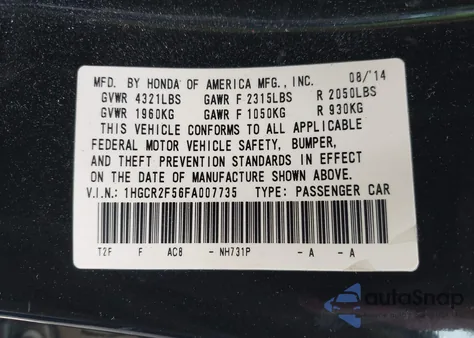 MFD. BY HONDA OF AMERICA MFG., INC. 08/'14
GVWR 4321LBS GAWR F 2315LBS R 2050LBS
GVWR 1960KG GAWR F 1050KG R 930KG
THIS VEHICLE CONFORMS TO ALL APPLICABLE
FEDERAL MOTOR VEHICLE SAFETY, BUMPER,
AND THEFT PREVENTION STANDARDS IN EFFECT
ON THE DATE OF MANUFACTURE SHOWN ABOVE.
V.I.N.: 1HGCR2F56FA007735 TYPE: PASSENGER CAR
T2F F AC8 - NH731P - A - A
AutoSnap